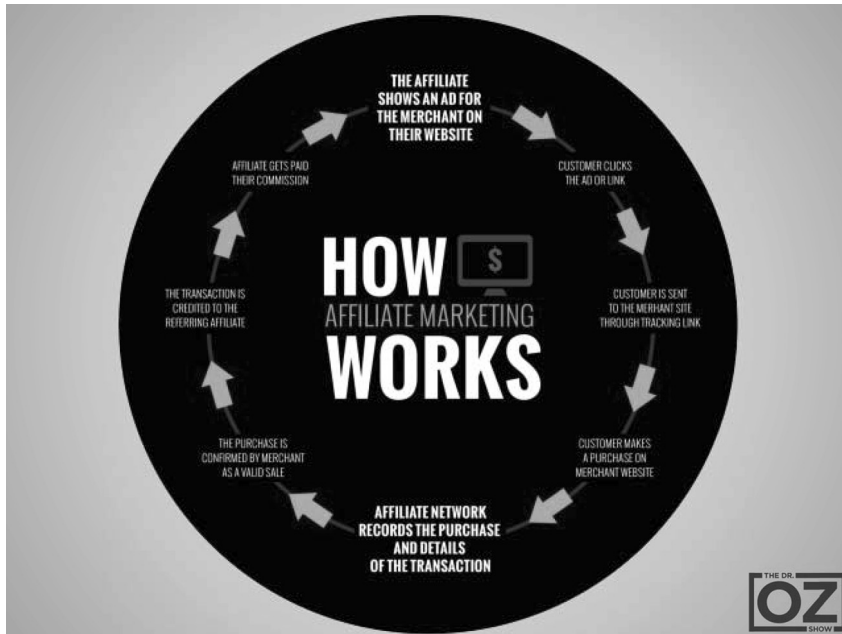 THE AFFILIATE
SHOWS AN AD FOR
THE MERCHANT ON
THEIR WEBSITE
CUSTOMER CLICKS
THE AD OR LINK
CUSTOMER IS SENT
TO THE MERHANT SITE
THROUGH TRACKING LINK
CUSTOMER MAKES
A PURCHASE ON
MERCHANT WEBSITE
AFFILIATE NETWORK
RECORDS THE PURCHASE
AND DETAILS
OF THE TRANSACTION
THE PURCHASE IS
CONFIRMED BY MERCHANT
AS A VALID SALE
THE TRANSACTION IS
CREDITED TO THE
REFERRING AFFILIATE
AFFILIATE GETS PAID
THEIR COMMISSION
HOW
$
AFFILIATE MARKETING
WORKS
THE DR.
OZ
SHOW